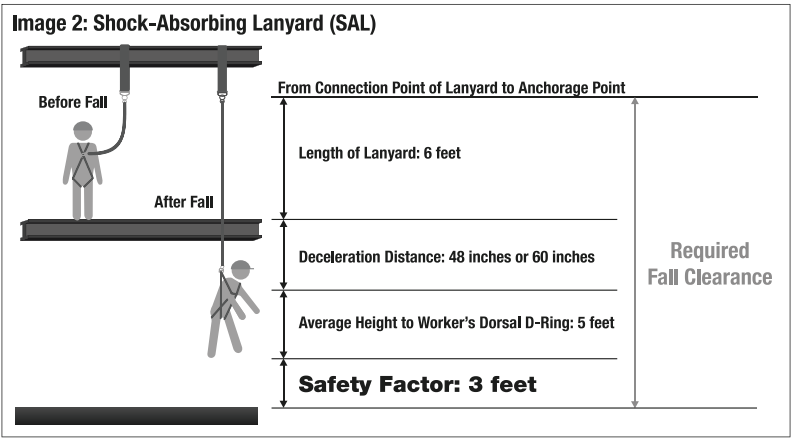 Image 2: Shock-Absorbing Lanyard (SAL)
From Connection Point of Lanyard to Anchorage Point
Before Fall
Length of Lanyard: 6 feet
After Fall
Deceleration Distance: 48 inches or 60 inches
Required
Fall Clearance
Average Height to Worker's Dorsal D-Ring: 5 feet
Safety Factor: 3 feet